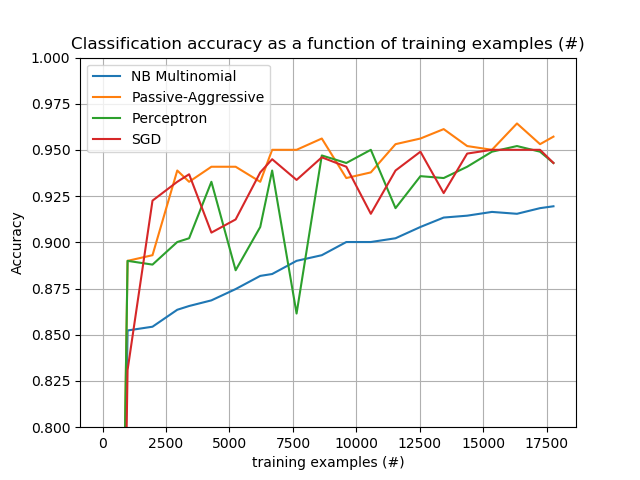 Classification accuracy as a function of training examples (#)
NB Multinomial
Passive-Aggressive
Perceptron
SGD
Accuracy
1.000
0.975
0.950
0.925
0.900
0.875
0.850
0.825
0.800
0 2500 5000 7500 10000 12500 15000 17500
training examples (#)